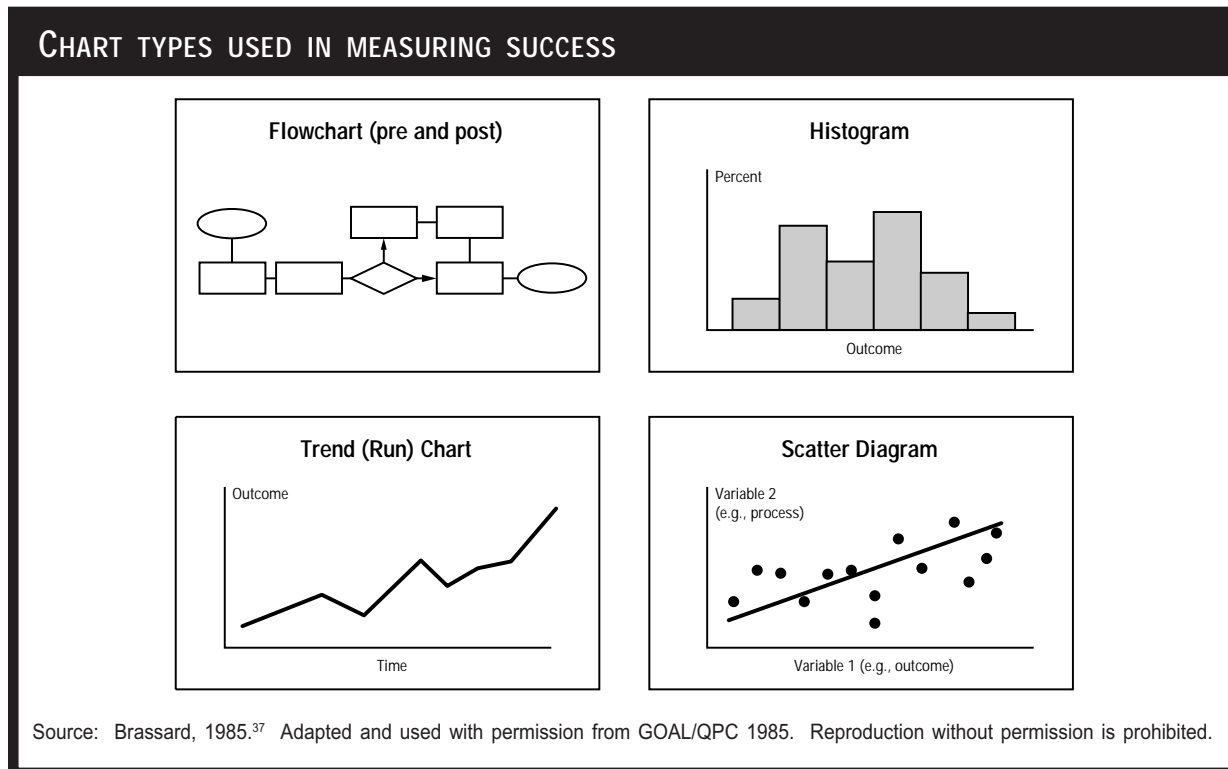 CHART TYPES USED IN MEASURING SUCCESS
Flowchart (pre and post)
Histogram
Percent
Outcome
Trend (Run) Chart
Outcome
Time
Scatter Diagram
Variable 2
(e.g., process)
Variable 1 (e.g., outcome)
Source: Brassard, 1985.37 Adapted and used with permission from GOAL/QPC 1985. Reproduction without permission is prohibited.